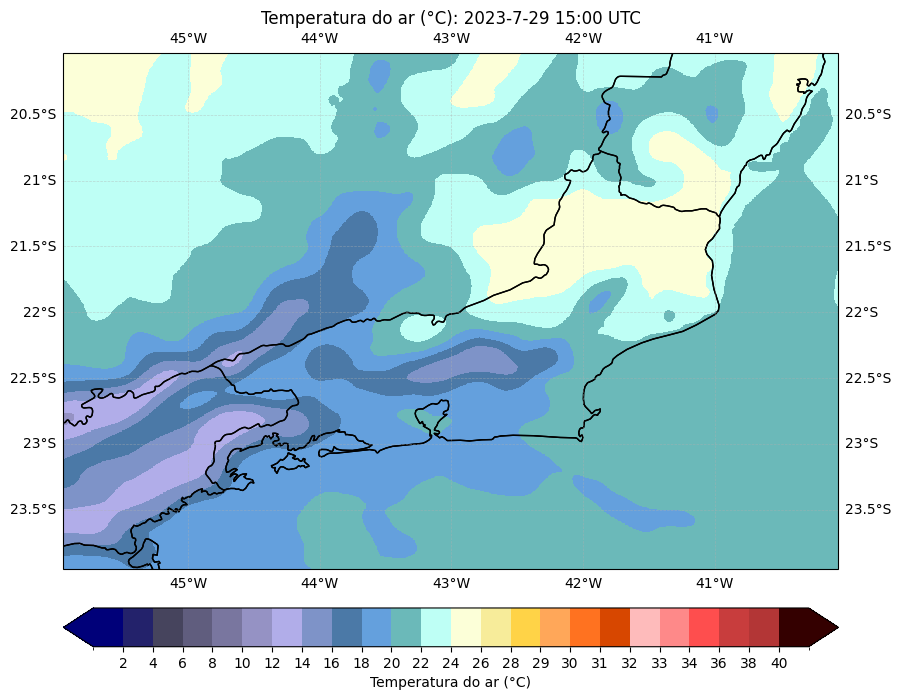 Temperatura do ar (°C): 2023-7-29 15:00 UTC
45°W 44°W 43°W 42°W 41°W
20.5°S 20.5°S
21°S 21°S
21.5°S 21.5°S
22°S 22°S
22.5°S 22.5°S
23°S 23°S
23.5°S 23.5°S
45°W 44°W 43°W 42°W 41°W
2 4 6 8 10 12 14 16 18 20 22 24 26 28 29 30 31 32 33 34 36 38 40
Temperatura do ar (°C)